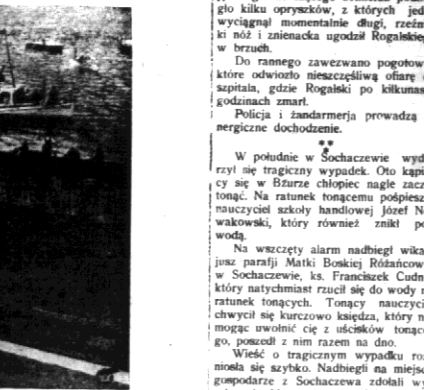 gło kilku opryszków, z których jed
wyciągnął momentalnie długi, rzeźn
ki nóż i znienacka ugodził Rogalskieg
w brzuch.
Do rannego zawezwano pogotow
które odwiozło nieszczęśliwą ofiarę
szpitala, gdzie Rogalski po kilkunas
godzinach zmarł.
Policja i żandarmerja prowadzą
nergiczne dochodzenie.
**
*
W południe w Sochaczewie wyd
rzył się tragiczny wypadek. Oto kąpi
cy się w Bzurze chłopiec nagle zacz
tonąć. Na ratunek tonącemu pośpiesz
nauczyciel szkoły handlowej Józef N
wakowski, który również znikł po
wodą.
Na wszczęty alarm nadbiegł wika
jusz parafji Matki Boskiej Różańcow
w Sochaczewie, ks. Franciszek Cudn
który natychmiast rzucił się do wody n
ratunek tonących. Tonący nauczyci
chwycił się kurczowo księdza, który n
mogąc uwolnić cię z uścisków tonąc
go, poszedł z nim razem na dno.
Wieść o tragicznym wypadku roz
niosła się szybko. Nadbiegli na miejsc
gospodarze z Sochaczewa zdołali wy